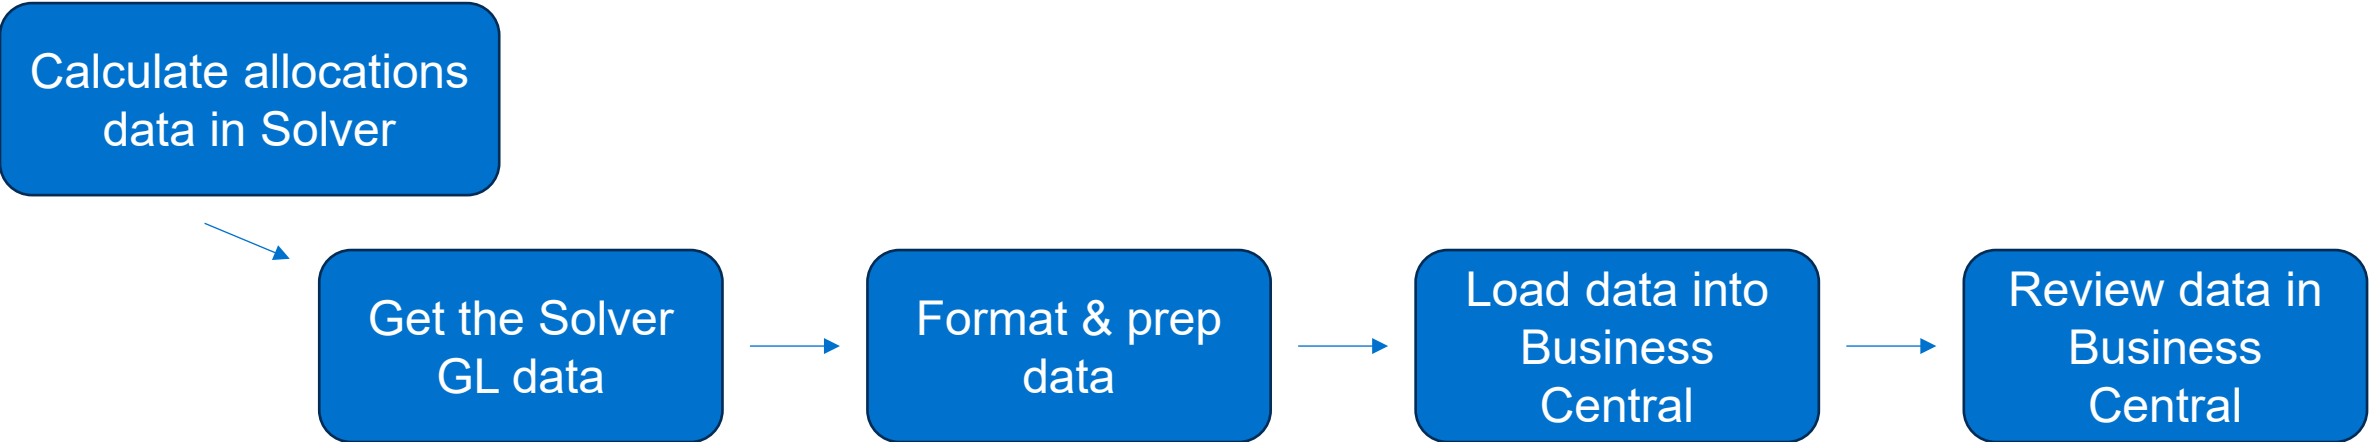 Calculate allocations
data in Solver
Get the Solver
GL data
Format & prep
data
Load data into
Business
Central
Review data in
Business
Central